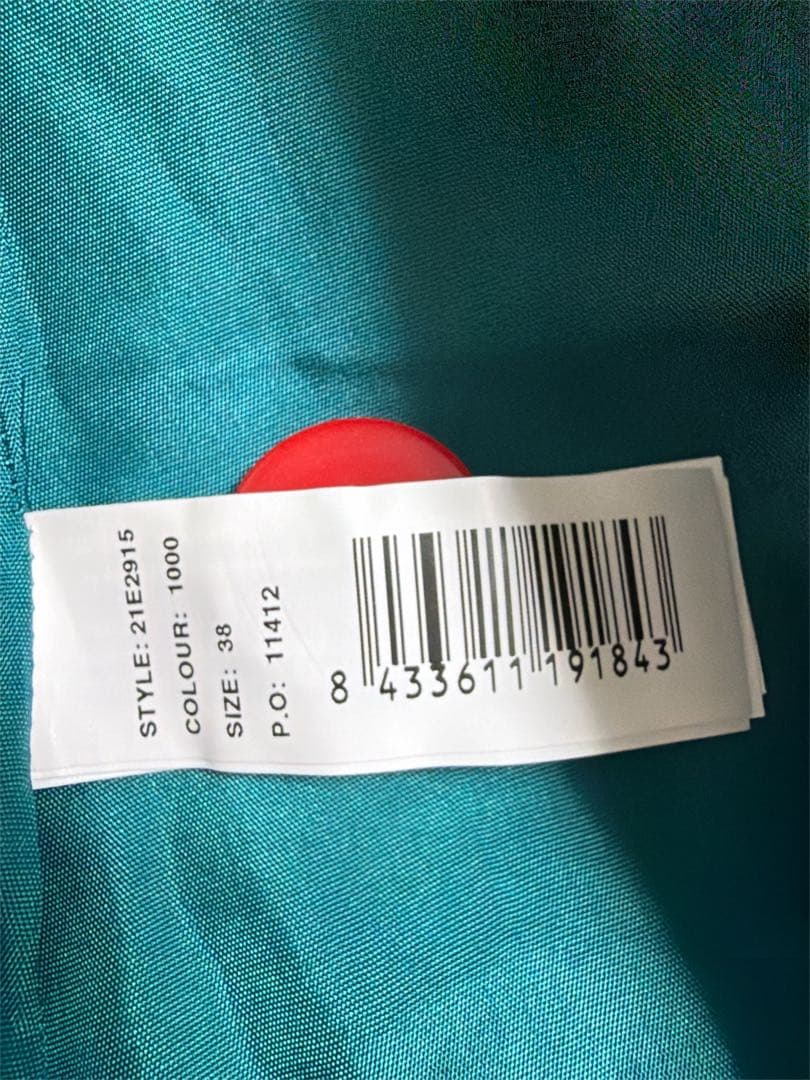 STYLE: 21E2915
COLOUR: 1000
SIZE: 38
P.O: 11412
8 433611 191843